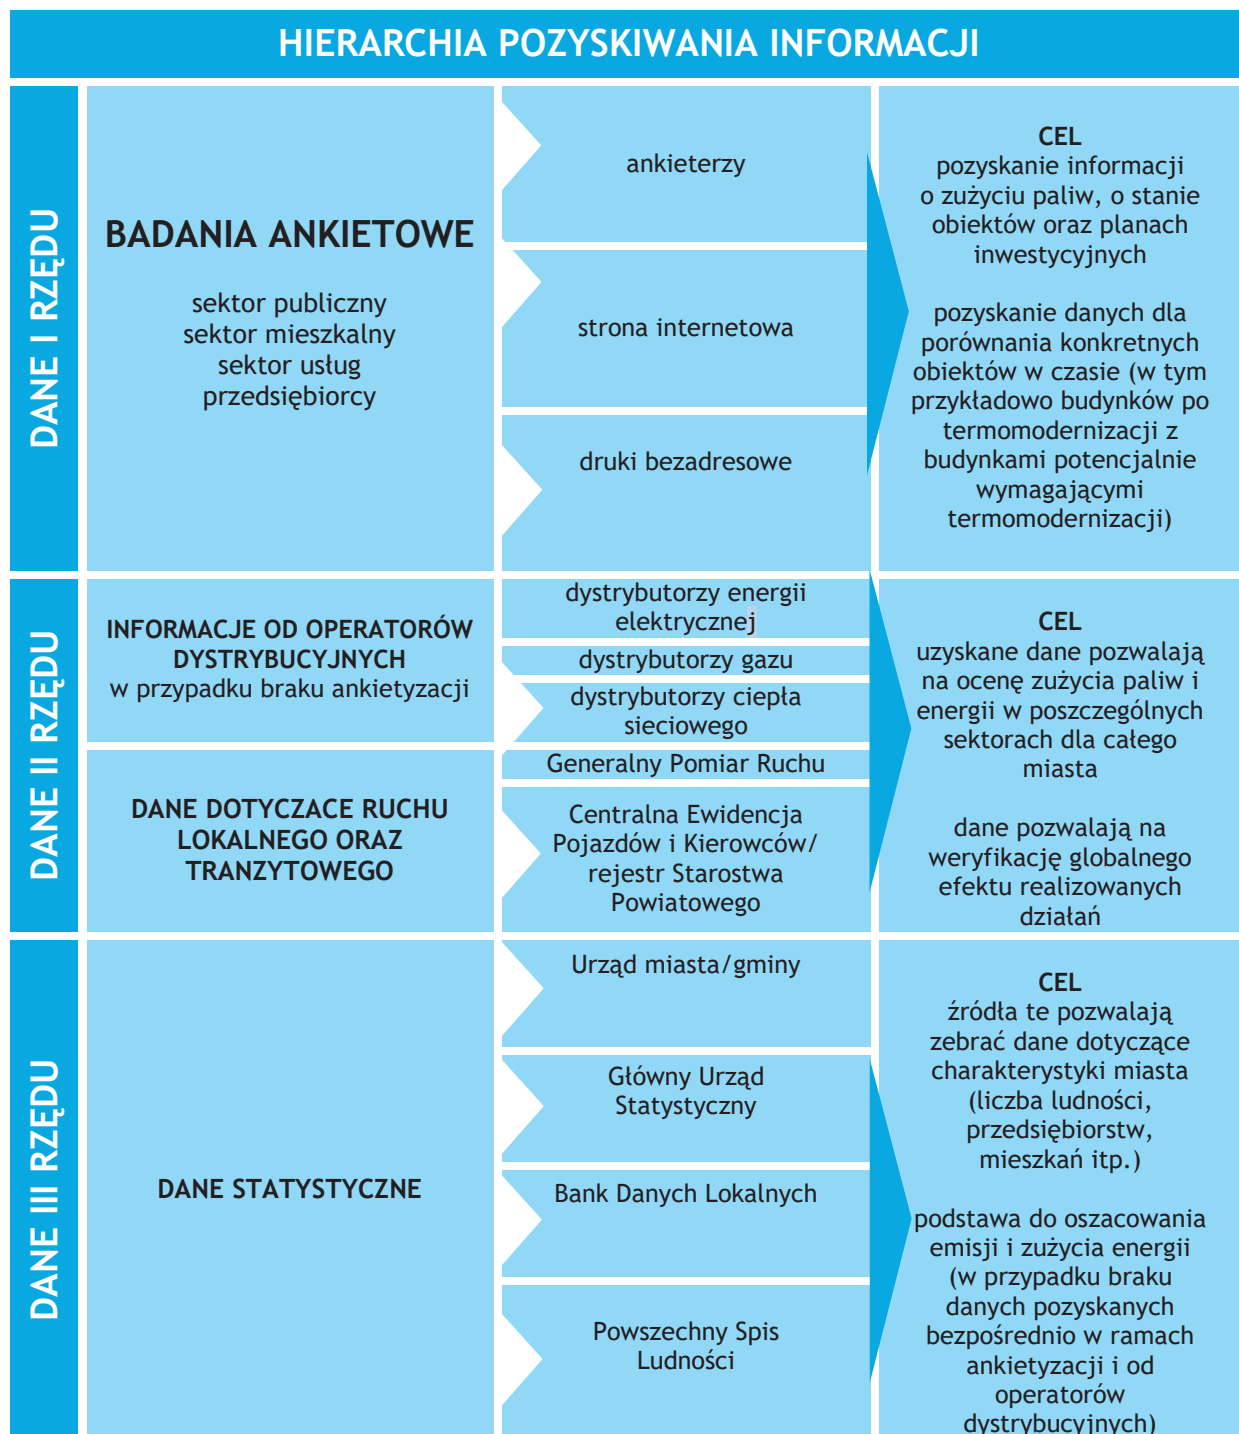 HIERARCHIA POZYSKIWANIA INFORMACJI
DANE I RZĘDU
BADANIA ANKIETOWE
sektor publiczny
sektor mieszkalny
sektor usług
przedsiębiorcy
ankieterzy
strona internetowa
druki bezadresowe
CEL
pozyskanie informacji
o zużyciu paliw, o stanie
obiektów oraz planach
inwestycyjnych
pozyskanie danych dla
porównania konkretnych
obiektów w czasie (w tym
przykładowo budynków po
termomodernizacji z
budynkami potencjalnie
wymagającymi
termomodernizacji)
DANE II RZĘDU
INFORMACJE OD OPERATORÓW
DYSTRYBUCYJNYCH
w przypadku braku ankietyzacji
dystrybutorzy energii
elektrycznej
dystrybutorzy gazu
dystrybutorzy ciepła
sieciowego
DANE DOTYCZACE RUCHU
LOKALNEGO ORAZ
TRANZYTOWEGO
Generalny Pomiar Ruchu
Centralna Ewidencja
Pojazdów i Kierowców/
rejestr Starostwa
Powiatowego
CEL
uzyskane dane pozwalają
na ocenę zużycia paliw i
energii w poszczególnych
sektorach dla całego
miasta
dane pozwalają na
weryfikację globalnego
efektu realizowanych
działań
DANE III RZĘDU
DANE STATYSTYCZNE
Urząd miasta/gminy
Główny Urząd
Statystyczny
Bank Danych Lokalnych
Powszechny Spis
Ludności
CEL
źródła te pozwalają
zebrać dane dotyczące
charakterystyki miasta
(liczba ludności,
przedsiębiorstw,
mieszkań itp.)
podstawa do oszacowania
emisji i zużycia energii
(w przypadku braku
danych pozyskanych
bezpośrednio w ramach
ankietyzacji i od
operatorów
dystrybucyjnych)